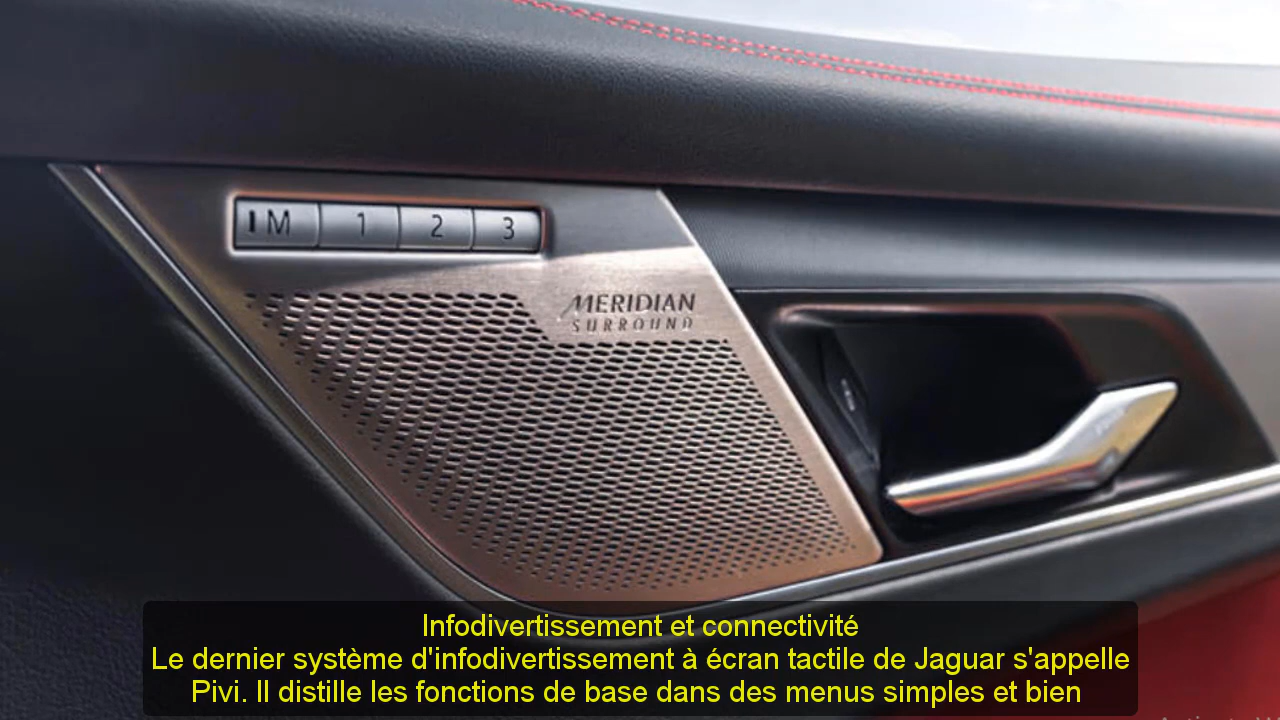 M 1 2 3
MERIDIAN
SURROUND
Infodivertissement et connectivité
Le dernier système d'infodivertissement à écran tactile de Jaguar s'appelle
Pivi. Il distille les fonctions de base dans des menus simples et bien